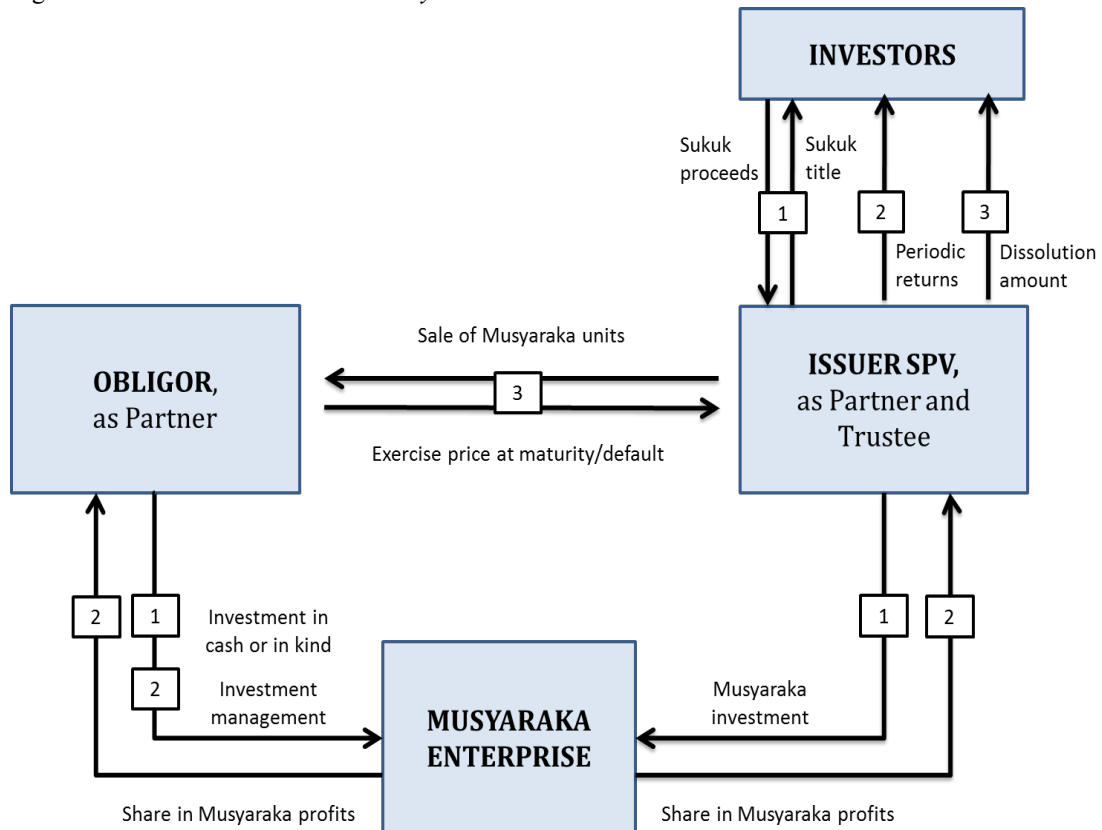 INVESTORS
Sukuk
proceeds
Sukuk
title
1
2
3
Periodic
returns
Dissolution
amount
Sale of Musyaraka units
OBLIGOR,
as Partner
3
ISSUER SPV,
as Partner and
Trustee
Exercise price at maturity/default
2
1
Investment in
cash or in kind
1
2
2
Investment
management
Musyaraka
investment
MUSYARAKA
ENTERPRISE
Share in Musyaraka profits
Share in Musyaraka profits